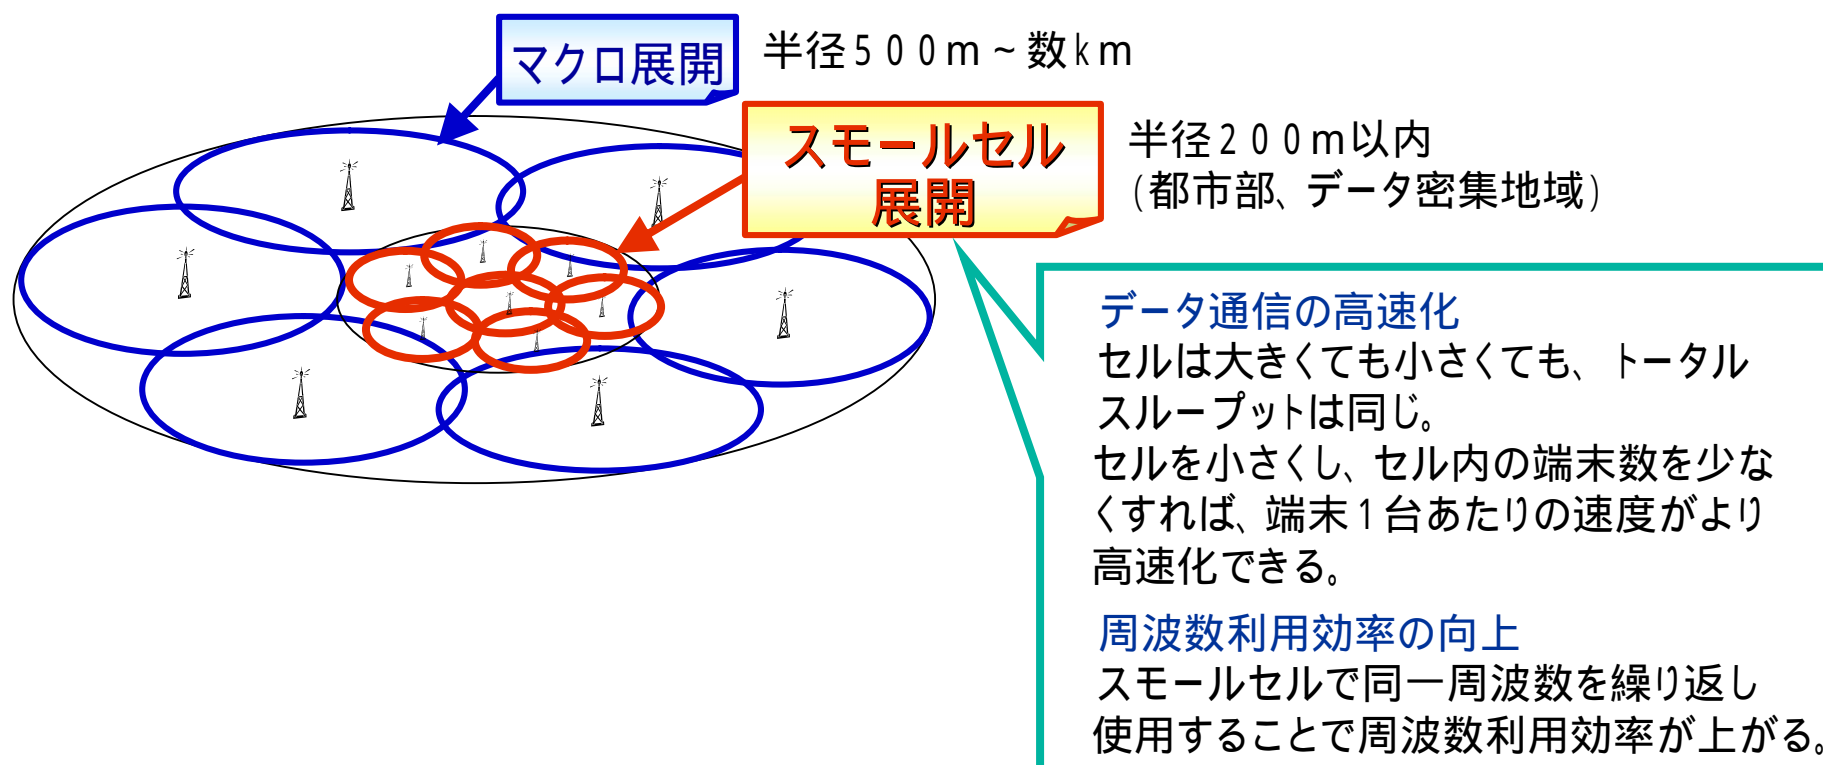 マクロ展開
半径500m~数km
スモールセル
展開
半径200m以内
(都市部、データ密集地域)
データ通信の高速化
セルは大きくても小さくても、トータル
スループットは同じ。
セルを小さくし、セル内の端末数を少な
くすれば、端末1台あたりの速度がより
高速化できる。
周波数利用効率の向上
スモールセルで同一周波数を繰り返し
使用することで周波数利用効率が上がる。